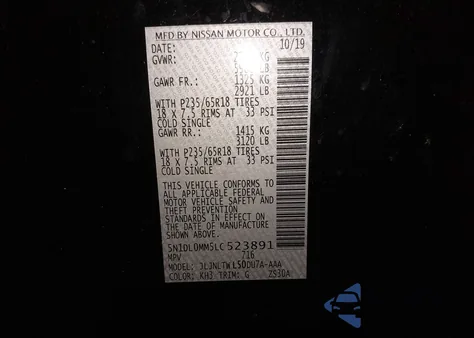 MFD BY NISSAN MOTOR CO., LTD.
DATE: 10/19
GVWR: KG
LB
GAWR FR.: 1325 KG
2921 LB
WITH P235/65R18 TIRES
18 X 7.5 RIMS AT 33 PSI
COLD SINGLE
GAWR RR.: 1415 KG
3120 LB
WITH P235/65R18 TIRES
18 X 7.5 RIMS AT 33 PSI
COLD SINGLE
THIS VEHICLE CONFORMS TO
ALL APPLICABLE FEDERAL
MOTOR VEHICLE SAFETY AND
THEFT PREVENTION
STANDARDS IN EFFECT ON
THE DATE OF MANUFACTURE
SHOWN ABOVE.
5N1DL0MM5LC523891
MPV 716
MODEL:
COLOR: KH3 TRIM: G